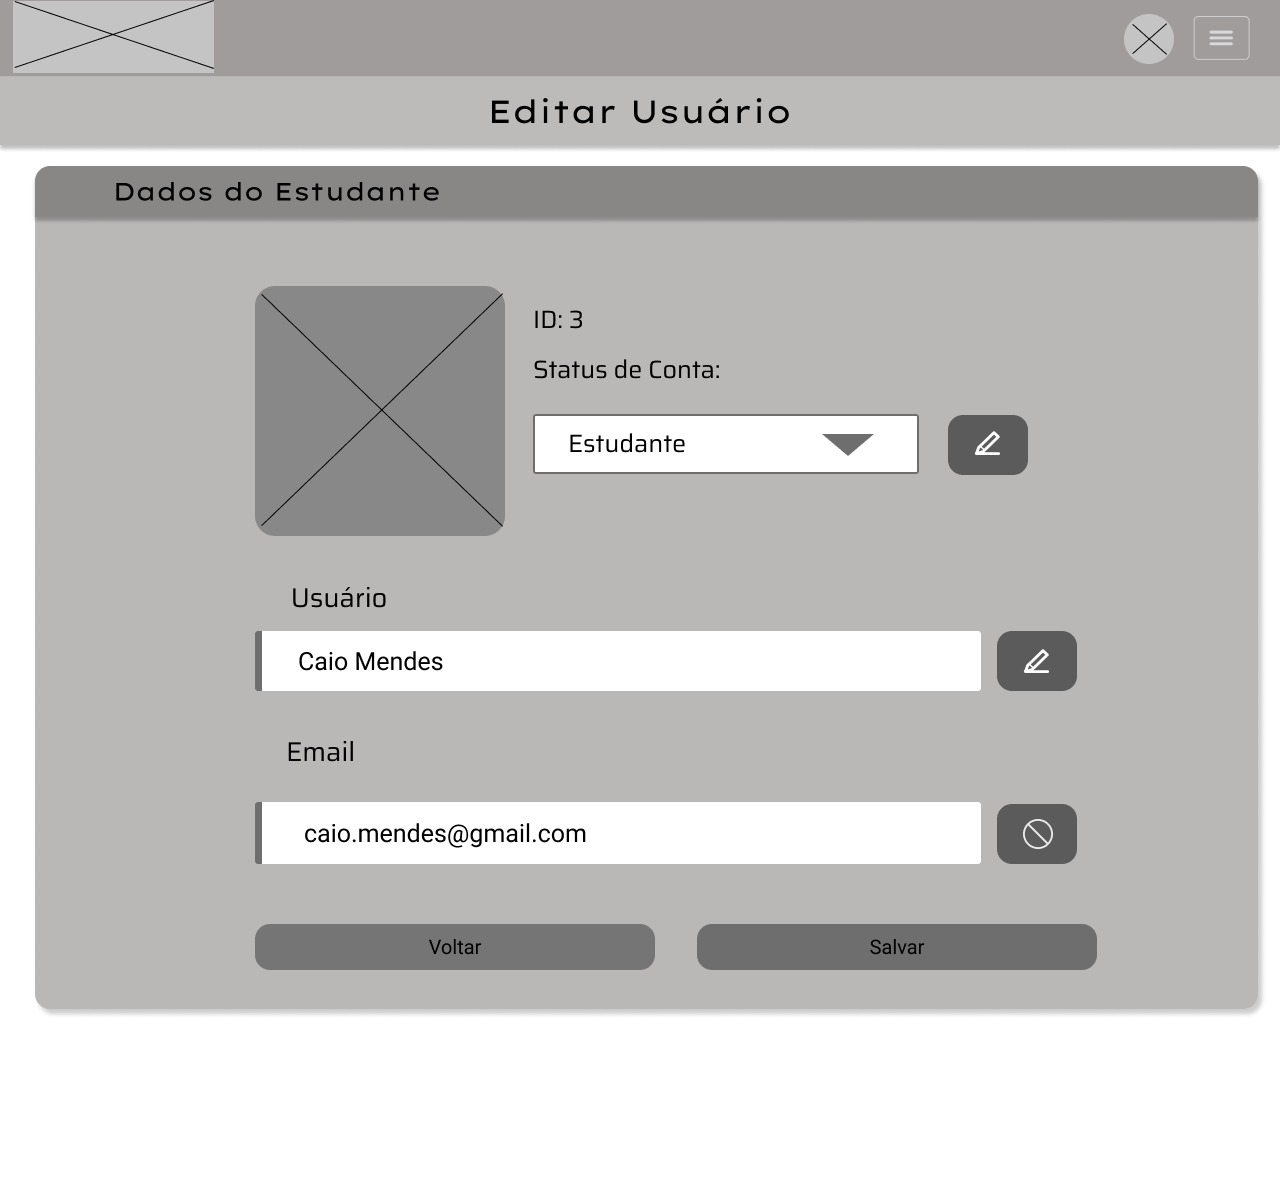 Editar Usuário
Dados do Estudante
ID: 3
Status de Conta:
Estudante
Usuário
Caio Mendes
Email
caio.mendes@gmail.com
Voltar
Salvar